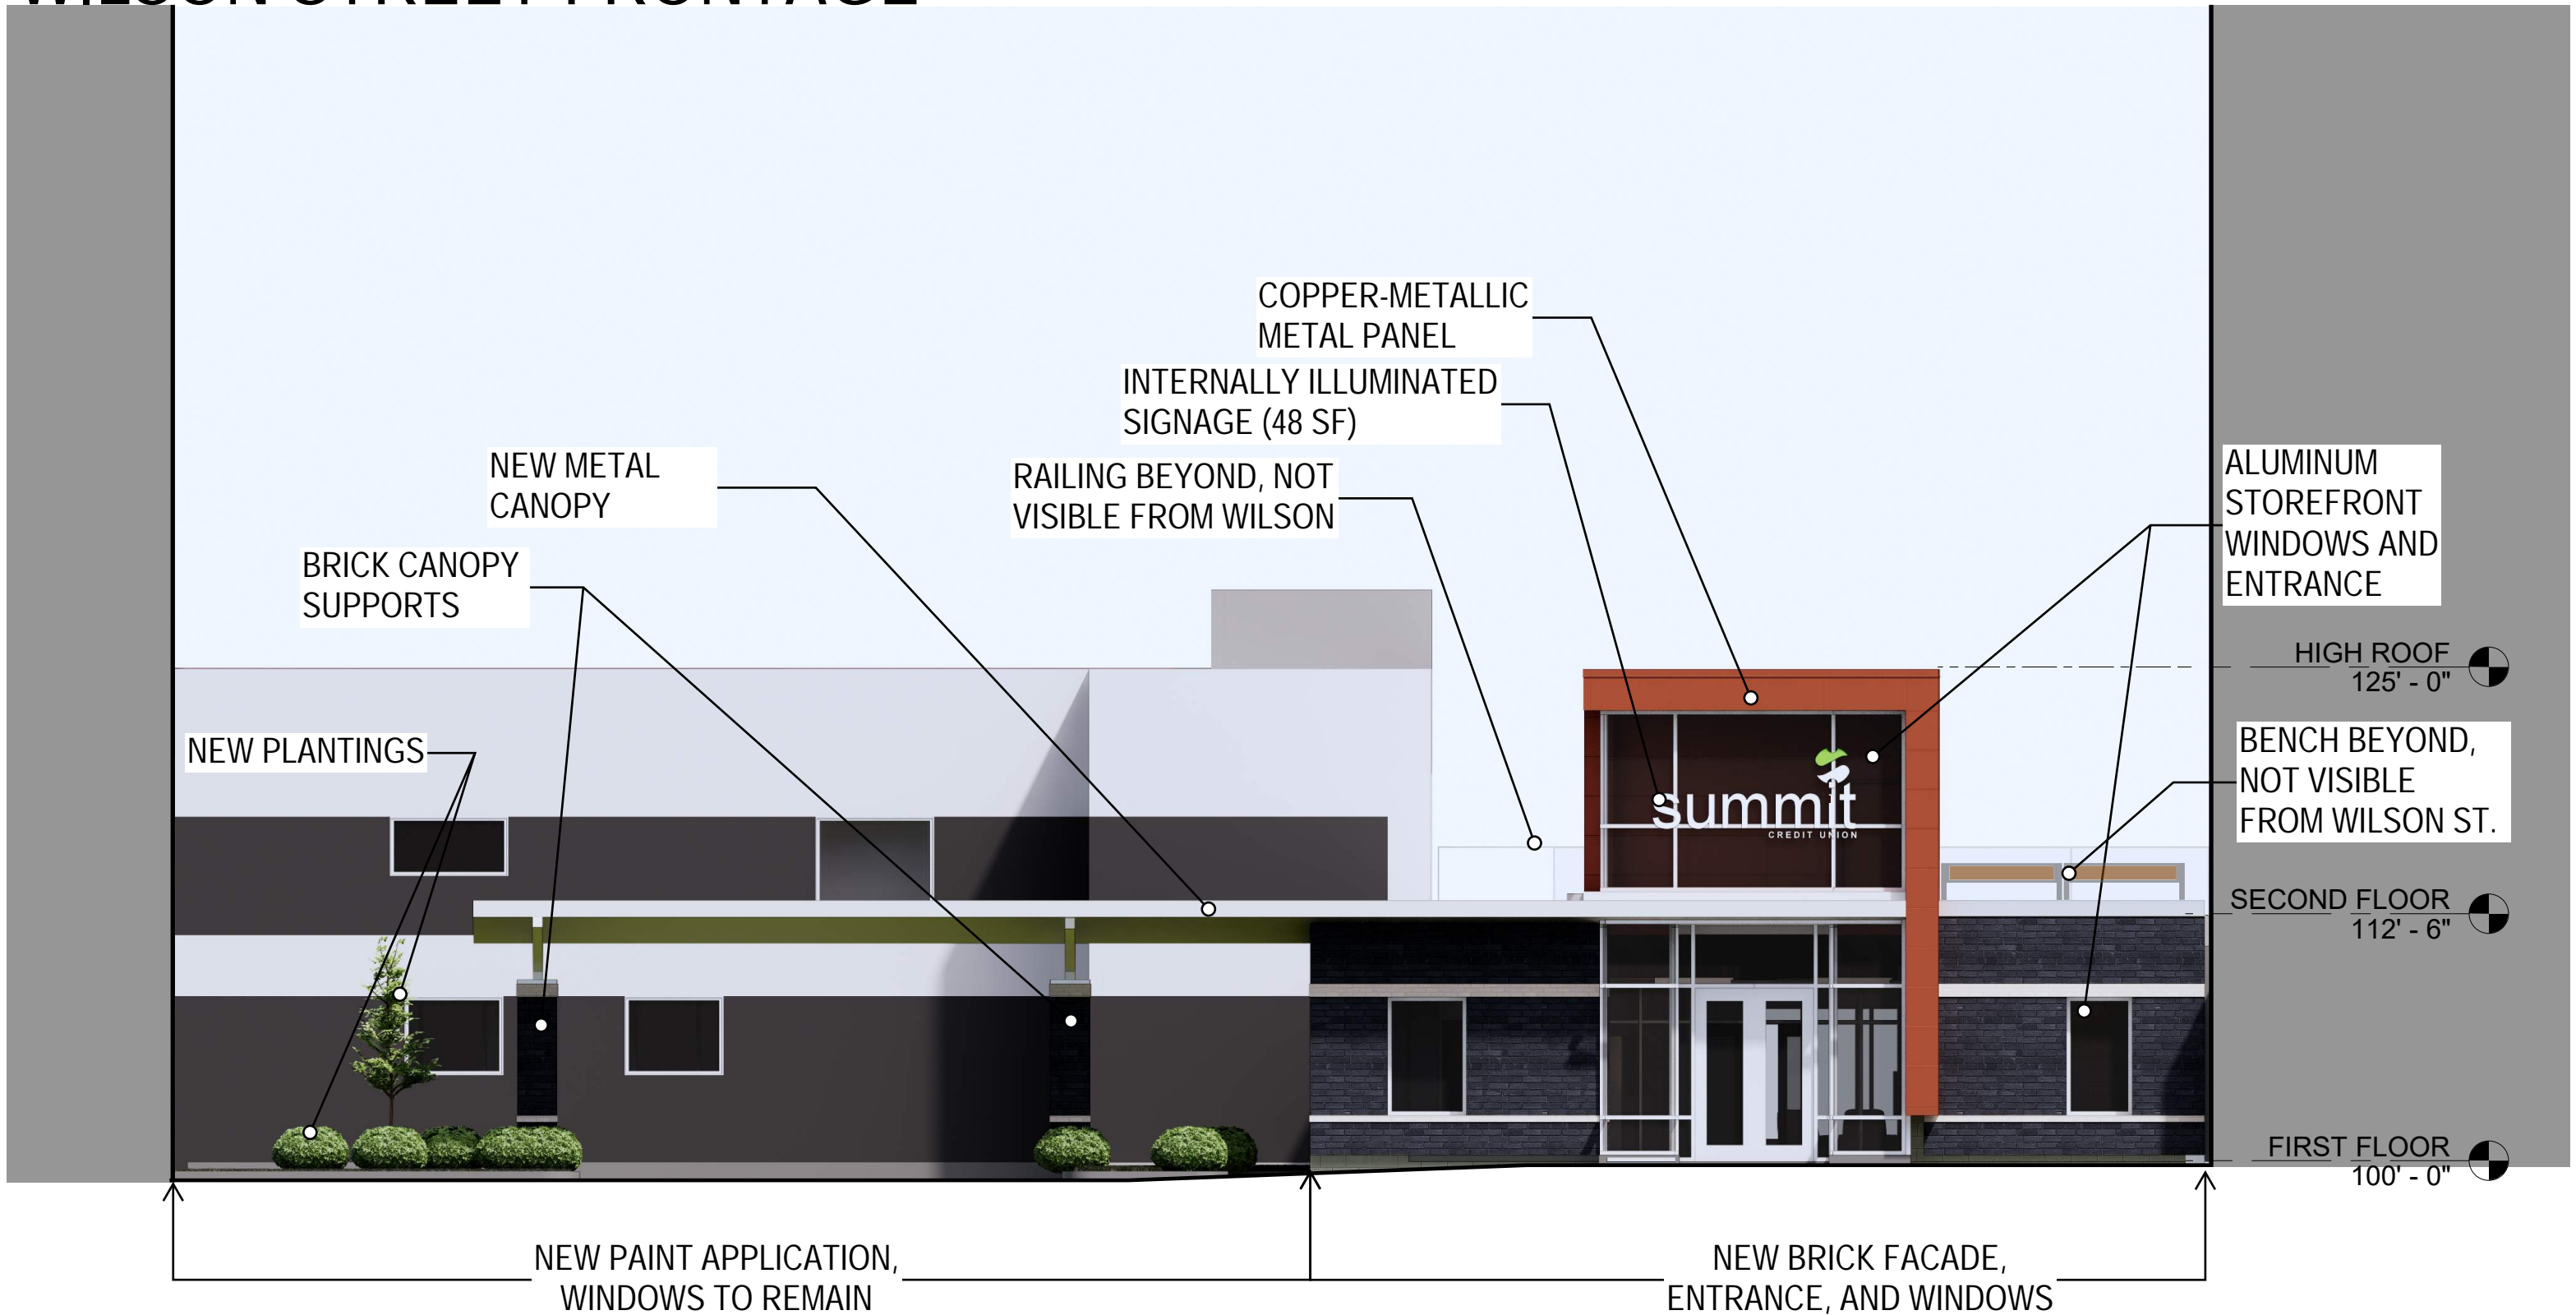 WILSON STREET FRONTAGE
COPPER-METALLIC
METAL PANEL
INTERNALLY ILLUMINATED
SIGNAGE (48 SF)
NEW METAL
CANOPY
RAILING BEYOND, NOT
VISIBLE FROM WILSON
ALUMINUM
STOREFRONT
WINDOWS AND
ENTRANCE
BRICK CANOPY
SUPPORTS
HIGH ROOF
125' - 0"
NEW PLANTINGS
BENCH BEYOND,
NOT VISIBLE
FROM WILSON ST.
summit
CREDIT UNION
SECOND FLOOR
112' - 6"
FIRST FLOOR
100' - 0"
NEW PAINT APPLICATION,
WINDOWS TO REMAIN
NEW BRICK FACADE,
ENTRANCE, AND WINDOWS